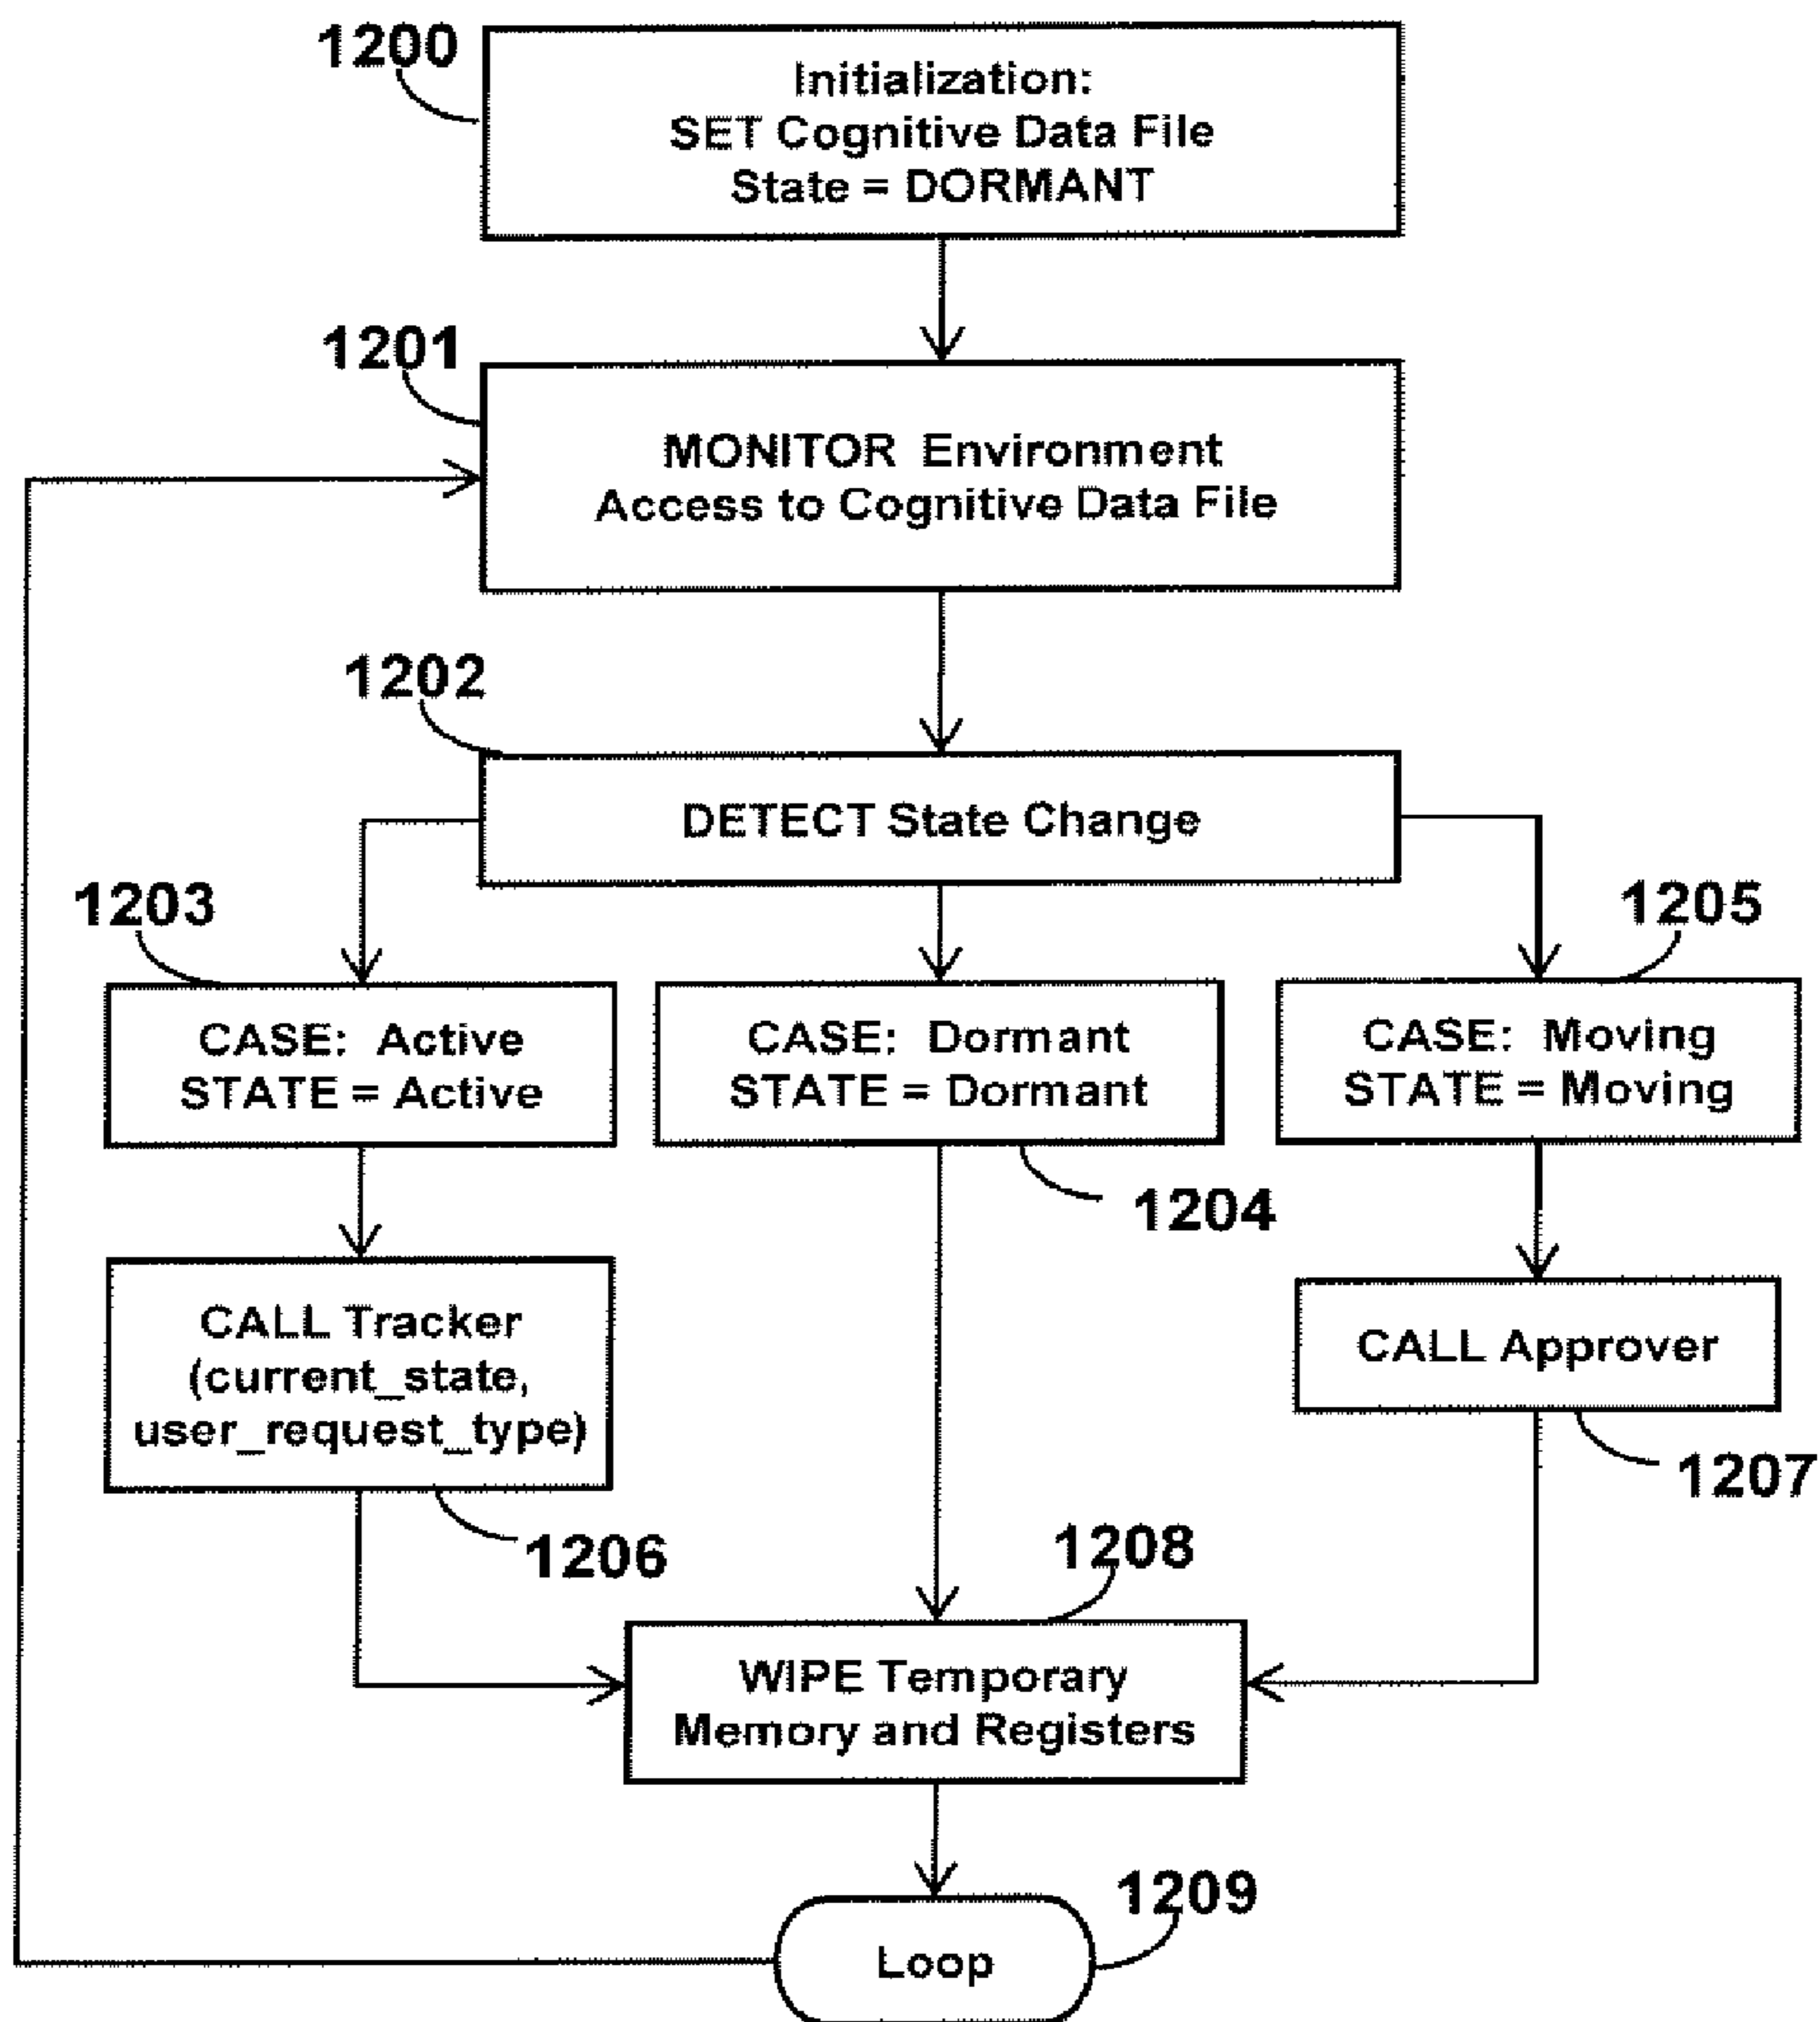 1200
Initialization:
SET Cognitive Data File
State = DORMANT
1201
MONITOR Environment
Access to Cognitive Data File
1202
DETECT State Change
1203
1205
CASE: Active
STATE = Active
CASE: Dormant
STATE = Dormant
CASE: Moving
STATE = Moving
1204
CALL Tracker
(current_state,
user_request_type)
CALL Approver
1207
1206
1208
WIPE Temporary
Memory and Registers
1209
Loop